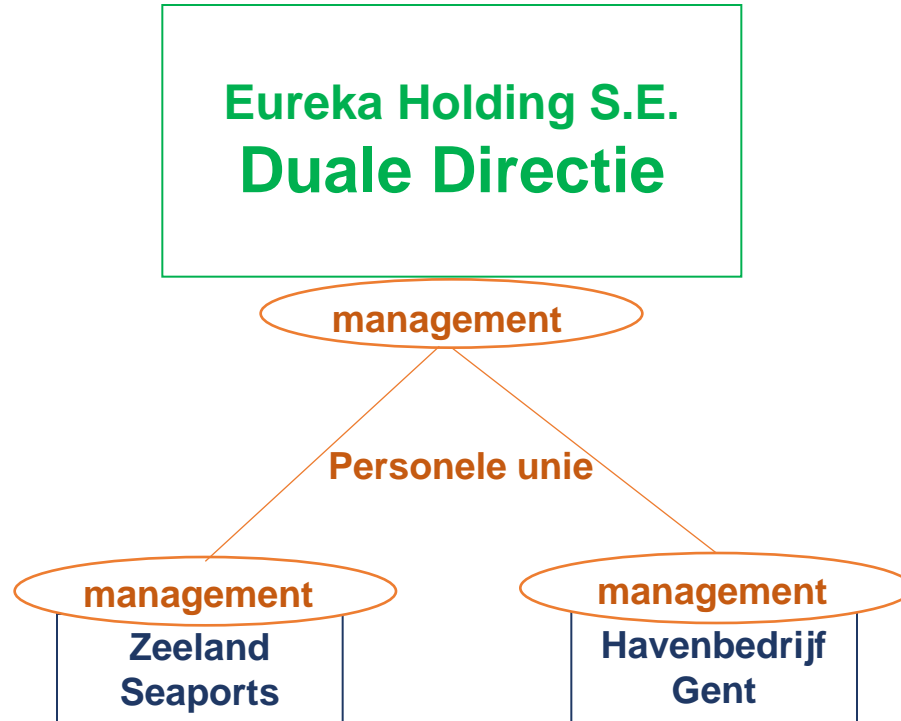 Eureka Holding S.E.
Duale Directie
management
Personele unie
management
management
Zeeland
Seaports
Havenbedrijf
Gent